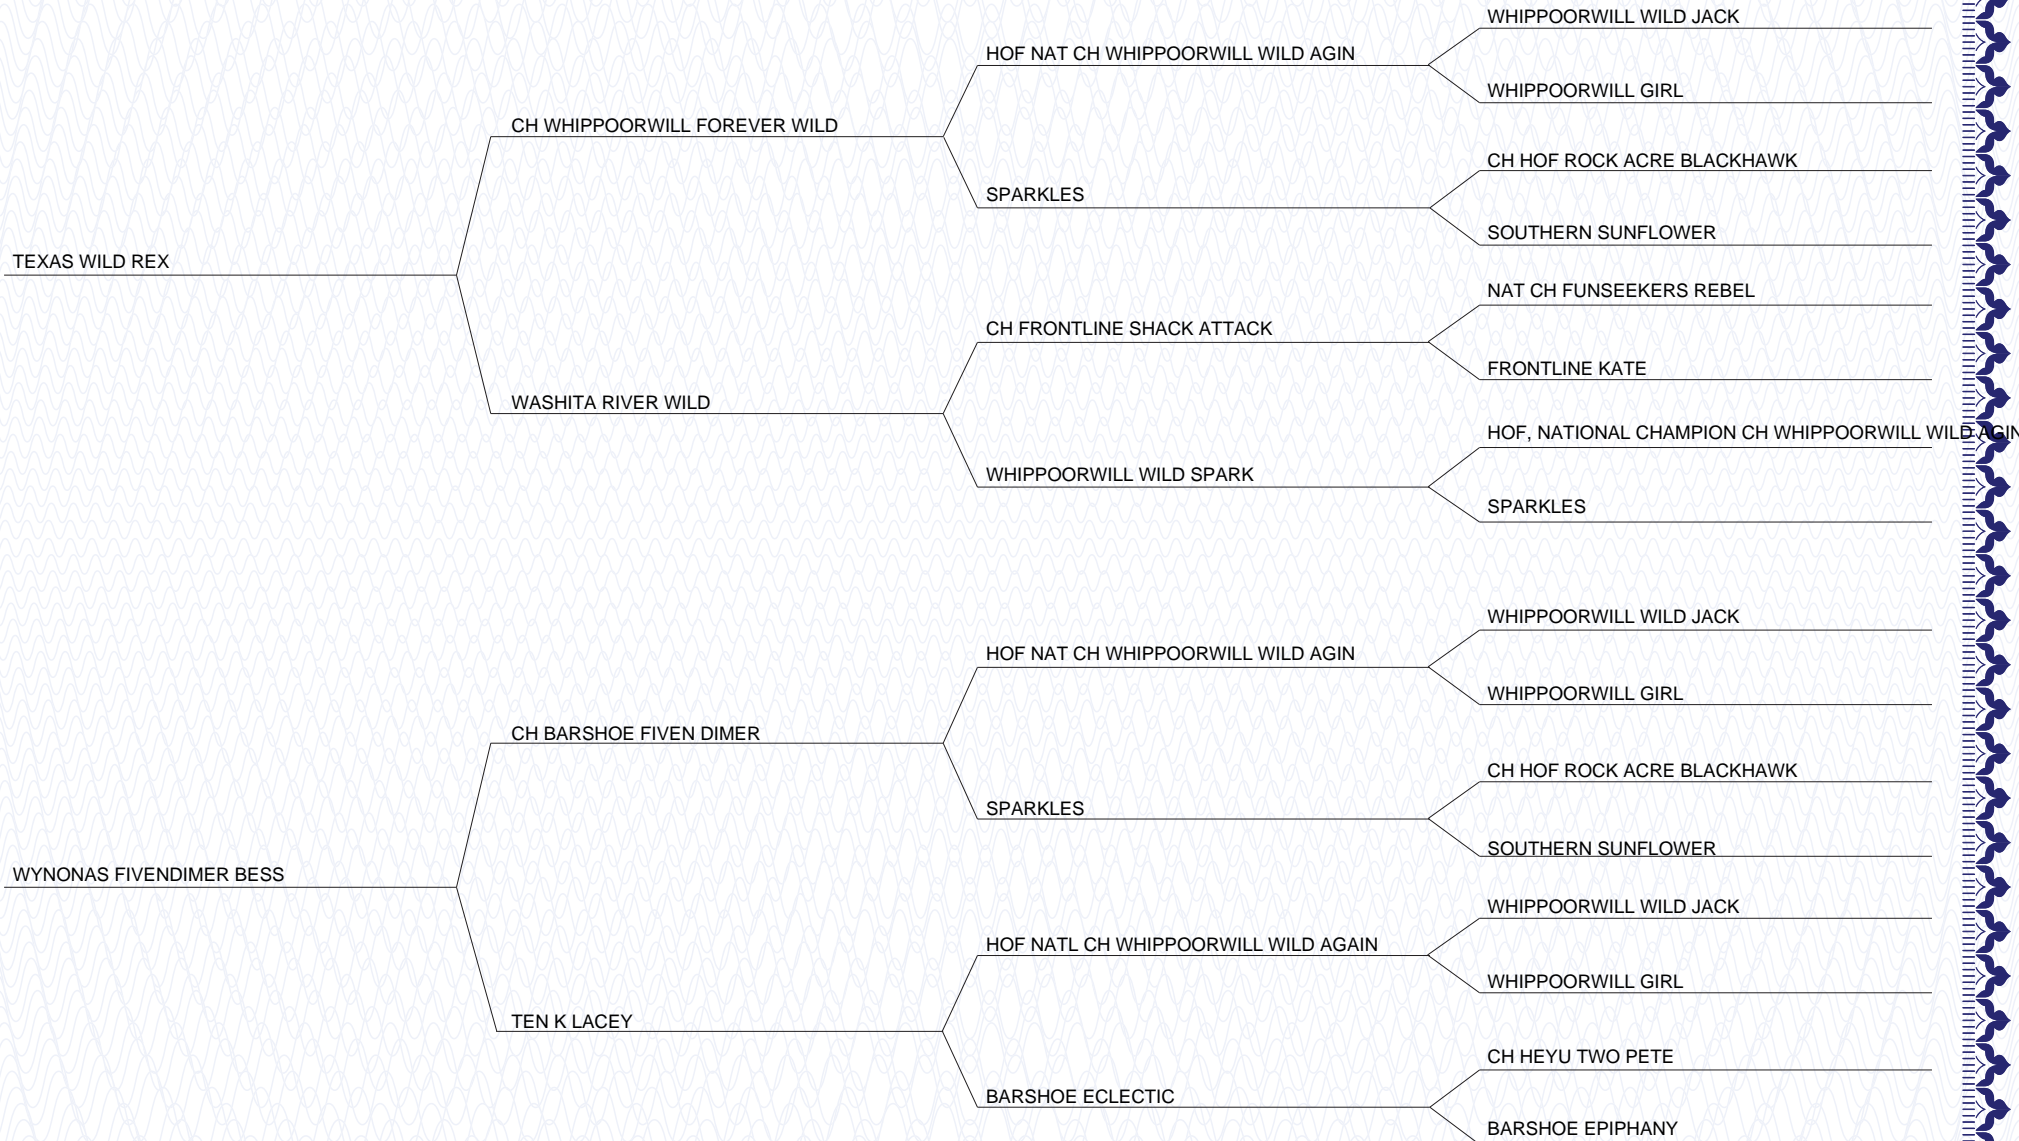 WHIPPOORWILL WILD JACK
HOF NAT CH WHIPPOORWILL WILD AGIN
WHIPPOORWILL GIRL
CH WHIPPOORWILL FOREVER WILD
CH HOF ROCK ACRE BLACKHAWK
SPARKLES
SOUTHERN SUNFLOWER
TEXAS WILD REX
NAT CH FUNSEEKERS REBEL
CH FRONTLINE SHACK ATTACK
FRONTLINE KATE
WASHITA RIVER WILD
HOF, NATIONAL CHAMPION CH WHIPPOORWILL WILD AGIN
WHIPPOORWILL WILD SPARK
SPARKLES
WHIPPOORWILL WILD JACK
HOF NAT CH WHIPPOORWILL WILD AGIN
WHIPPOORWILL GIRL
CH BARSHOE FIVEN DIMER
CH HOF ROCK ACRE BLACKHAWK
SPARKLES
SOUTHERN SUNFLOWER
WYNONAS FIVENDIMER BESS
WHIPPOORWILL WILD JACK
HOF NATL CH WHIPPOORWILL WILD AGAIN
WHIPPOORWILL GIRL
TEN K LACEY
CH HEYU TWO PETE
BARSHOE ECLECTIC
BARSHOE EPIPHANY